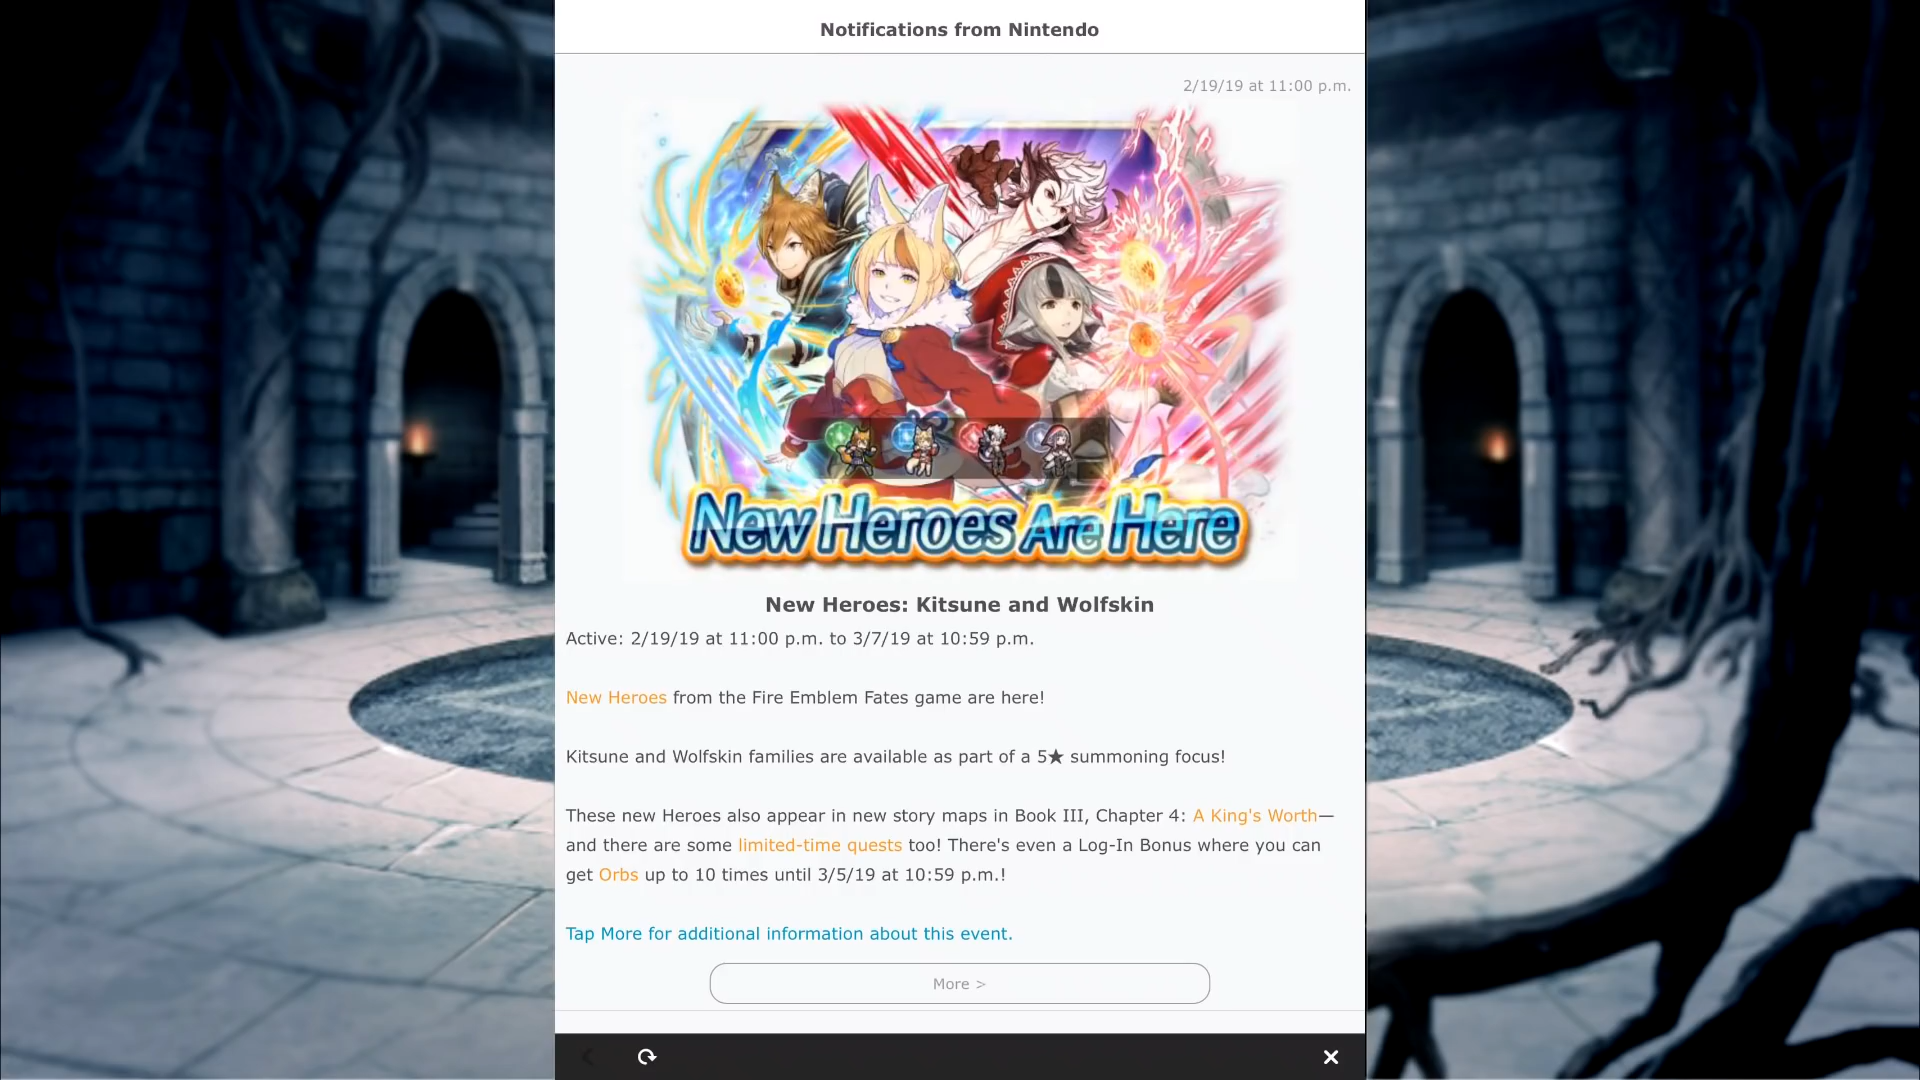 Notifications from Nintendo
2/19/19 at 11:00 p.m.
New Heroes Are Here
New Heroes: Kitsune and Wolfskin
Active: 2/19/19 at 11:00 p.m. to 3/7/19 at 10:59 p.m.
New Heroes from the Fire Emblem Fates game are here!
Kitsune and Wolfskin families are available as part of a 5★ summoning focus!
These new Heroes also appear in new story maps in Book III, Chapter 4: A King's Worth—
and there are some limited-time quests too! There's even a Log-In Bonus where you can
get Orbs up to 10 times until 3/5/19 at 10:59 p.m.!
Tap More for additional information about this event.
More >